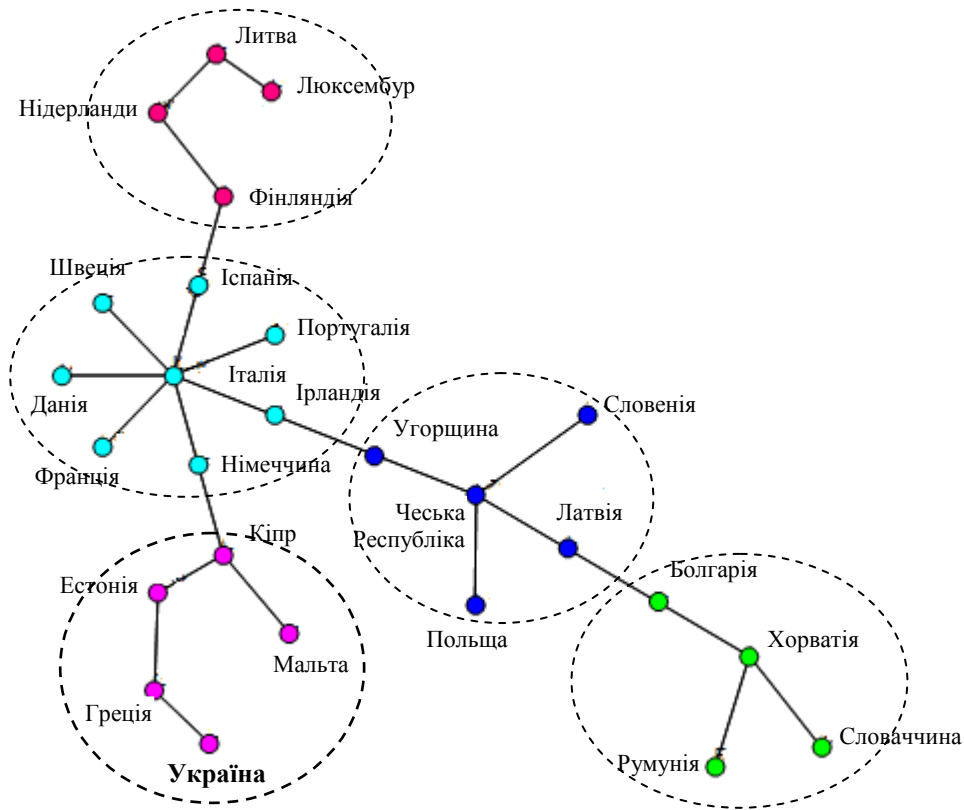 Литва
Люксембур
Нідерланди
Фінляндія
Швеція
Іспанія
Португалія
Італія
Ірландія
Данія
Словенія
Угорщина
Франція
Німеччина
Чеська
Республіка
Латвія
Кіпр
Болгарія
Естонія
Польща
Хорватія
Мальта
Греція
Словаччина
Румунія
Україна